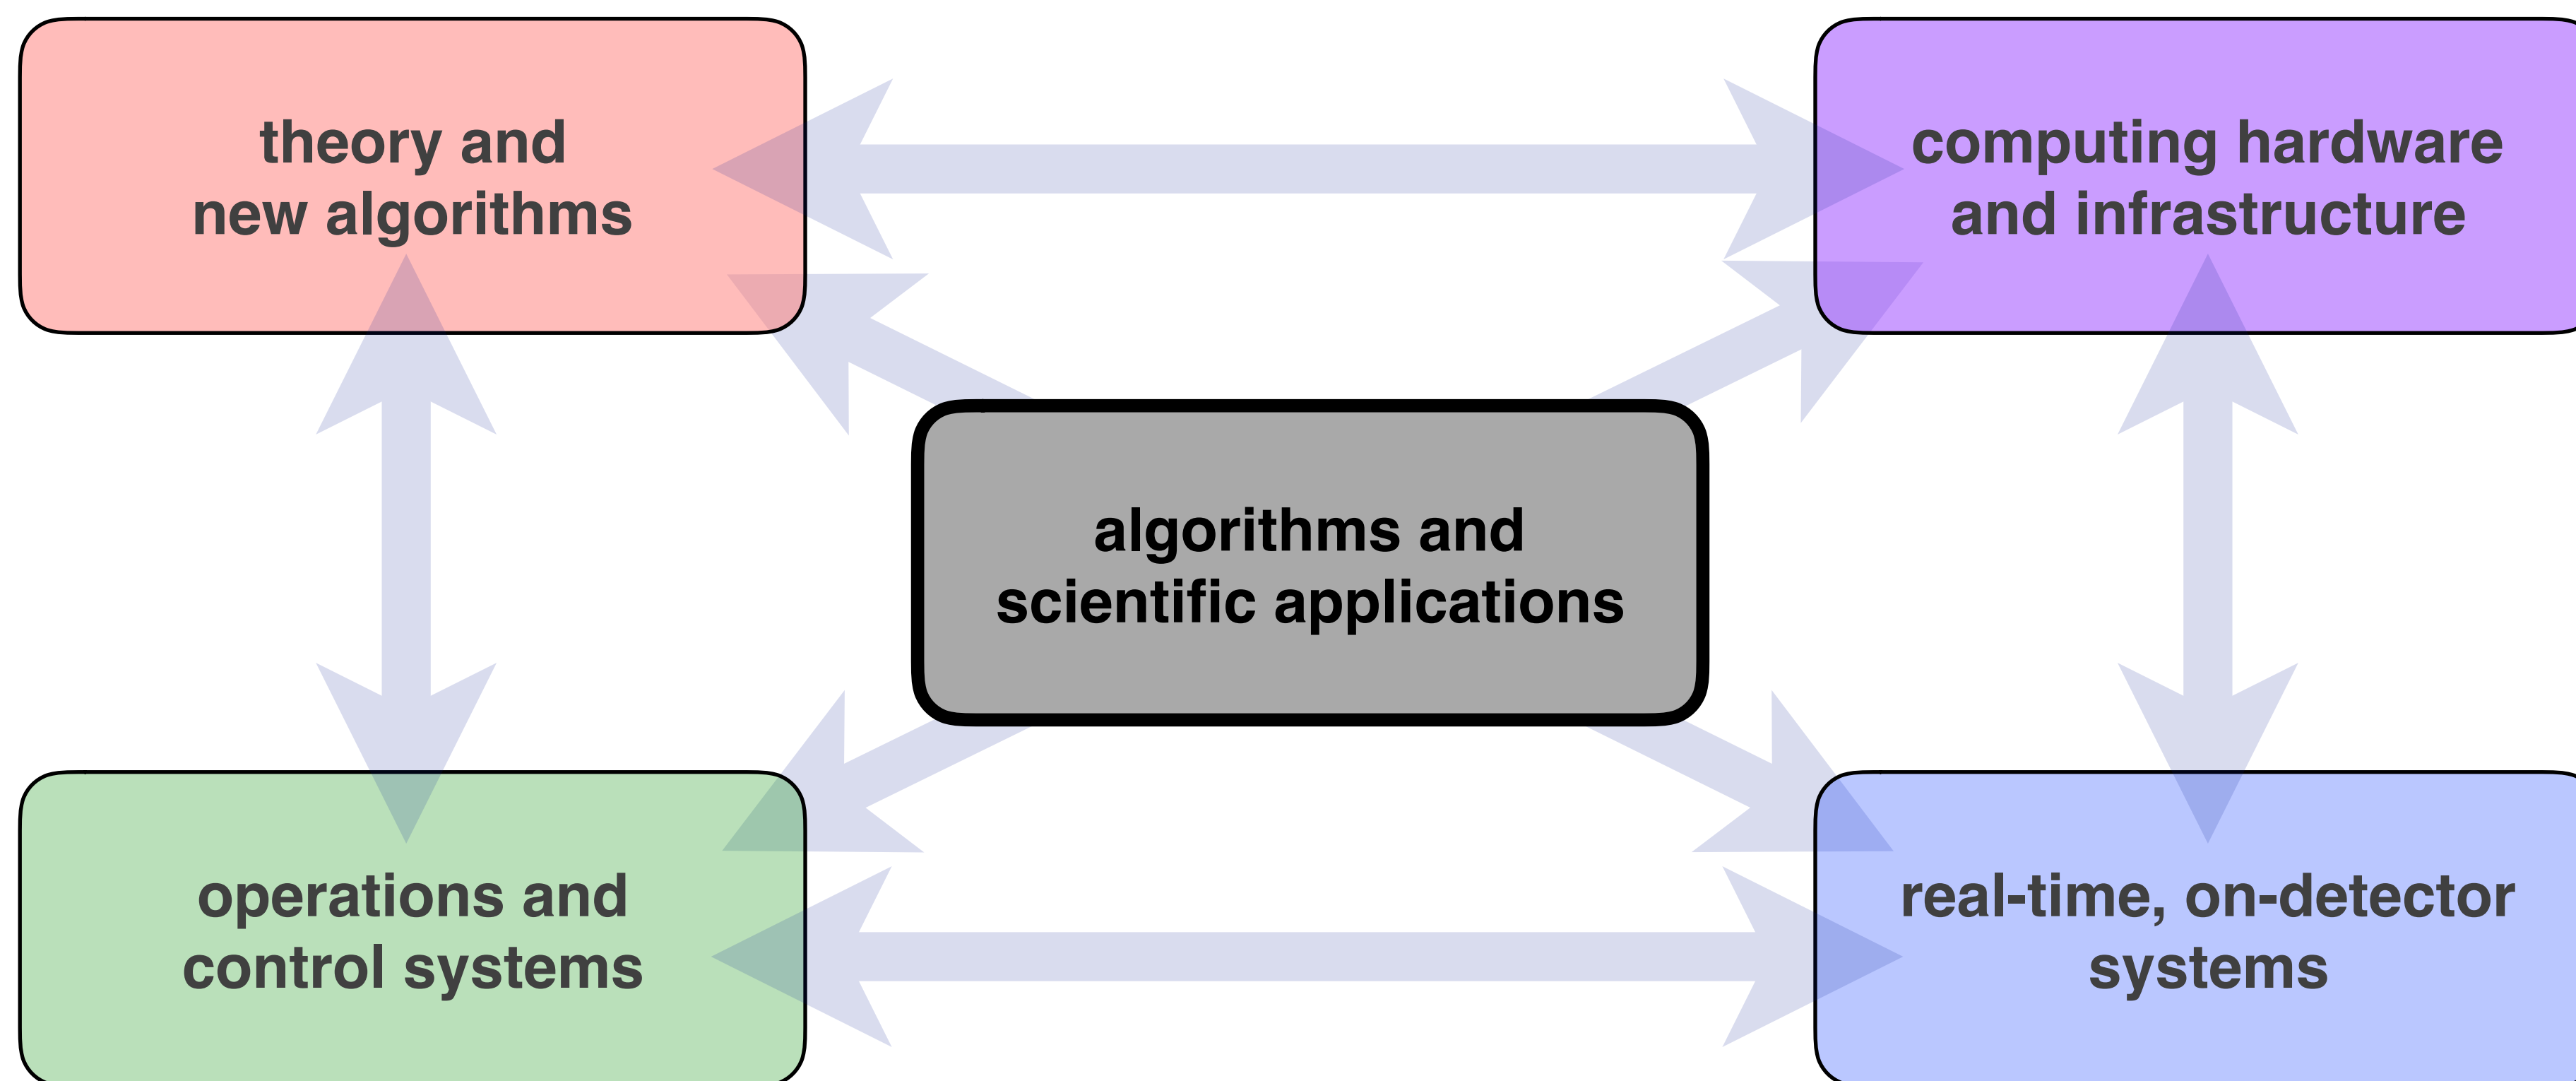 theory and
new algorithms
computing hardware
and infrastructure
algorithms and
scientific applications
operations and
control systems
real-time, on-detector
systems